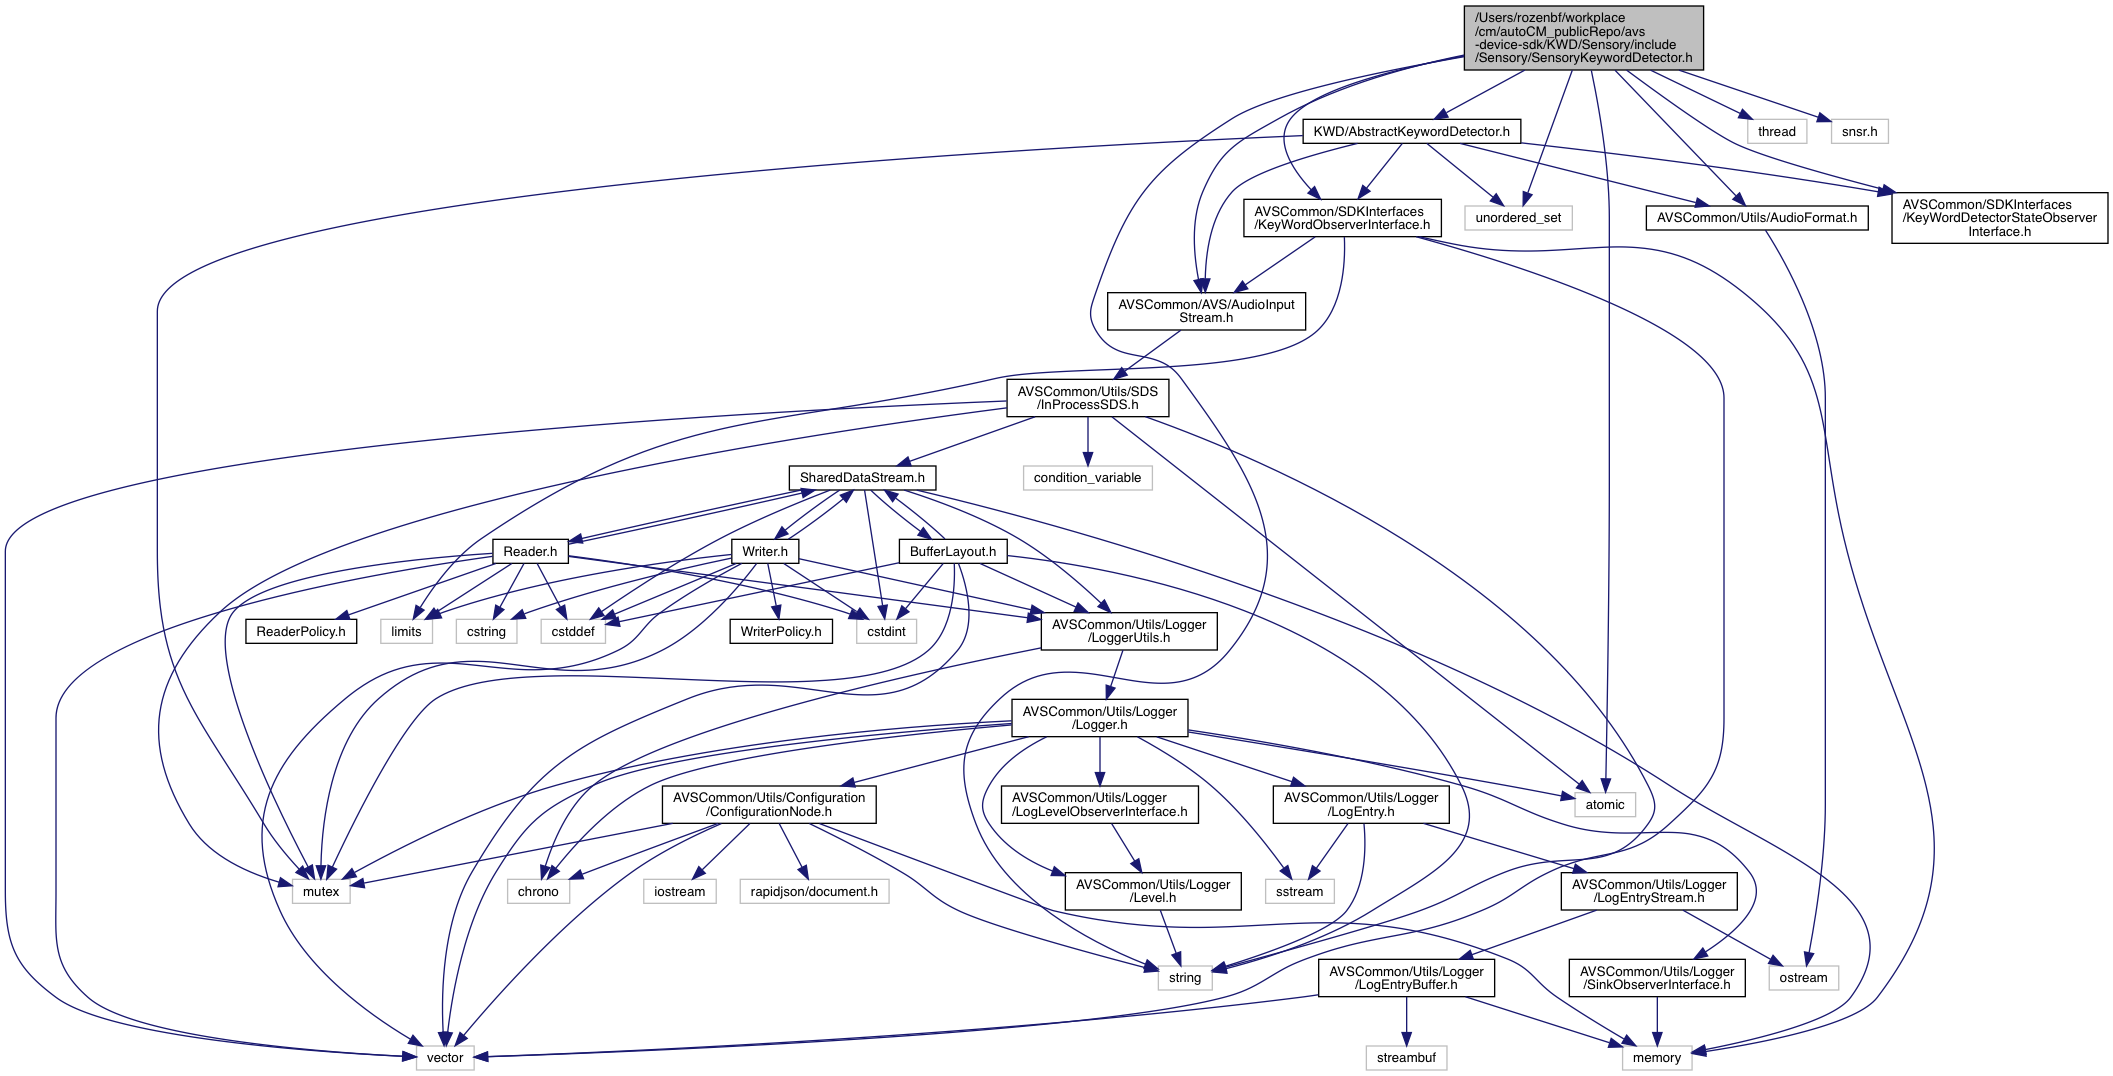 /Users/rozenbf/workplace
/cm/autoCM_publicRepo/avs
-device-sdk/KWD/Sensory/include
/Sensory/SensoryKeywordDetector.h
KWD/AbstractKeywordDetector.h
thread
snsr.h
AVSCommon/SDKInterfaces
/KeyWordObserverInterface.h
unordered_set
AVSCommon/Utils/AudioFormat.h
AVSCommon/SDKInterfaces
/KeyWordDetectorStateObserver
Interface.h
AVSCommon/AVS/AudioInput
Stream.h
AVSCommon/Utils/SDS
/InProcessSDS.h
SharedDataStream.h
condition_variable
Reader.h
Writer.h
BufferLayout.h
ReaderPolicy.h
limits
cstring
cstddef
WriterPolicy.h
cstdint
AVSCommon/Utils/Logger
/LoggerUtils.h
AVSCommon/Utils/Logger
/Logger.h
AVSCommon/Utils/Configuration
/ConfigurationNode.h
AVSCommon/Utils/Logger
/LogLevelObserverInterface.h
AVSCommon/Utils/Logger
/LogEntry.h
atomic
mutex
chrono
iostream
rapidjson/document.h
AVSCommon/Utils/Logger
/Level.h
sstream
AVSCommon/Utils/Logger
/LogEntryStream.h
string
AVSCommon/Utils/Logger
/LogEntryBuffer.h
AVSCommon/Utils/Logger
/SinkObserverInterface.h
ostream
vector
streambuf
memory